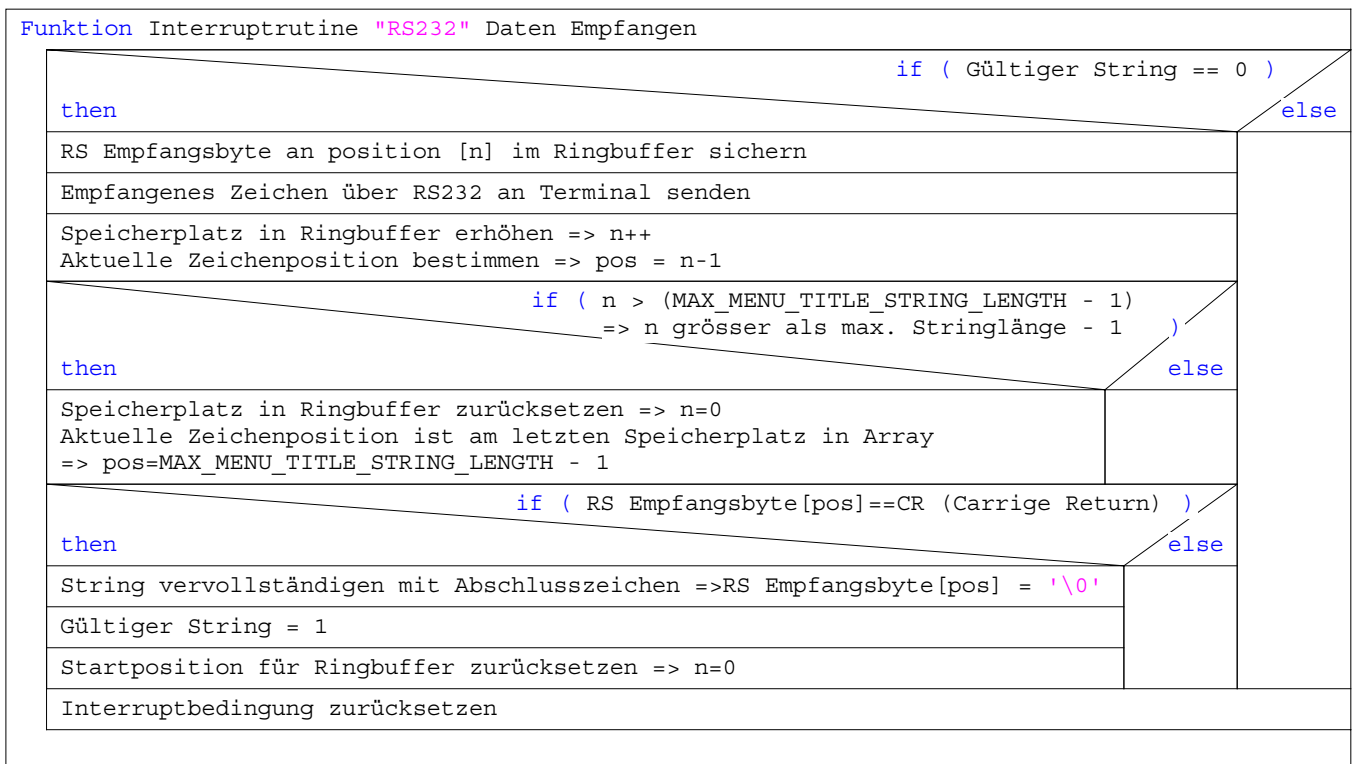 Funktion Interruptrutine "RS232" Daten Empfangen
if ( Gültiger String == 0 )
then
else
RS Empfangsbyte an position [n] im Ringbuffer sichern
Empfangenes Zeichen über RS232 an Terminal senden
Speicherplatz in Ringbuffer erhöhen => n++
Aktuelle Zeichenposition bestimmen => pos = n-1
if ( n > (MAX_MENU_TITLE_STRING_LENGTH - 1)
=> n grösser als max. Stringlänge - 1 )
then
else
Speicherplatz in Ringbuffer zurücksetzen => n=0
Aktuelle Zeichenposition ist am letzten Speicherplatz in Array
=> pos=MAX_MENU_TITLE_STRING_LENGTH - 1
if ( RS Empfangsbyte[pos]==CR (Carrige Return) )
then
else
String vervollständigen mit Abschlusszeichen =>RS Empfangsbyte[pos] = '\0'
Gültiger String = 1
Startposition für Ringbuffer zurücksetzen => n=0
Interruptbedingung zurücksetzen